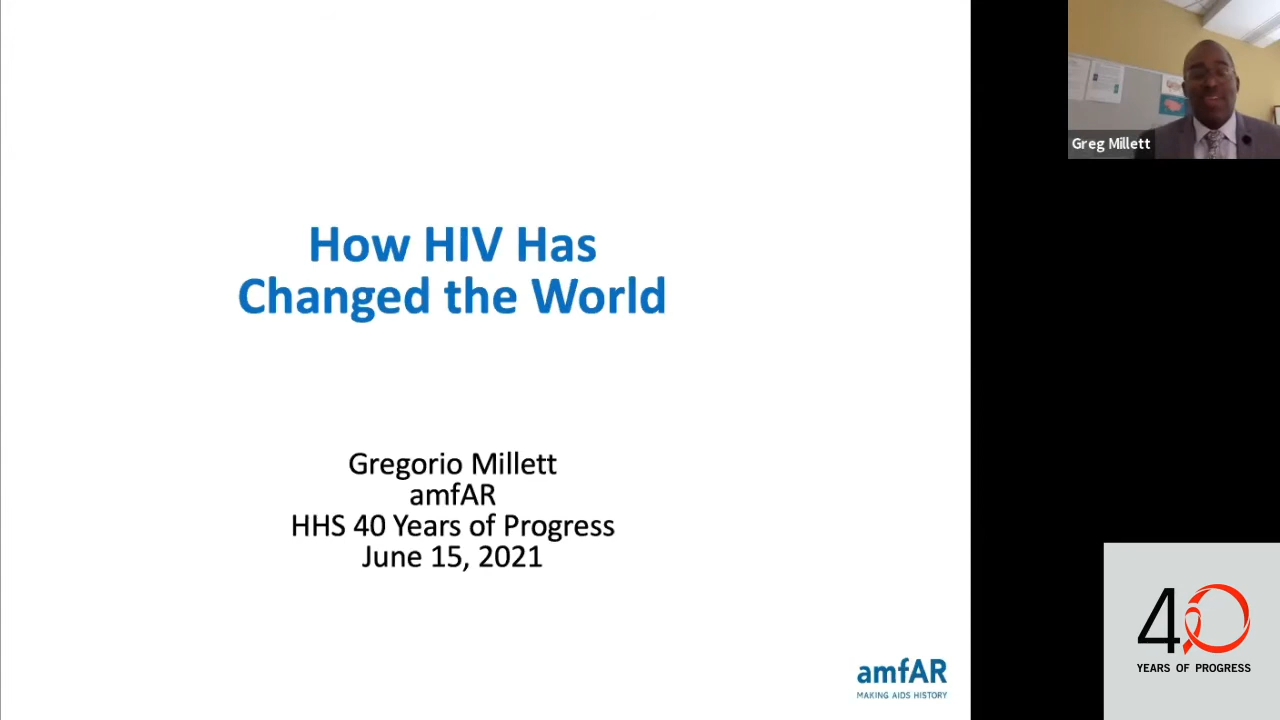 How HIV Has
Changed the World
Gregorio Millett
amfAR
HHS 40 Years of Progress
June 15, 2021
amfAR
MAKING AIDS HISTORY
Greg Millett
40
YEARS OF PROGRESS